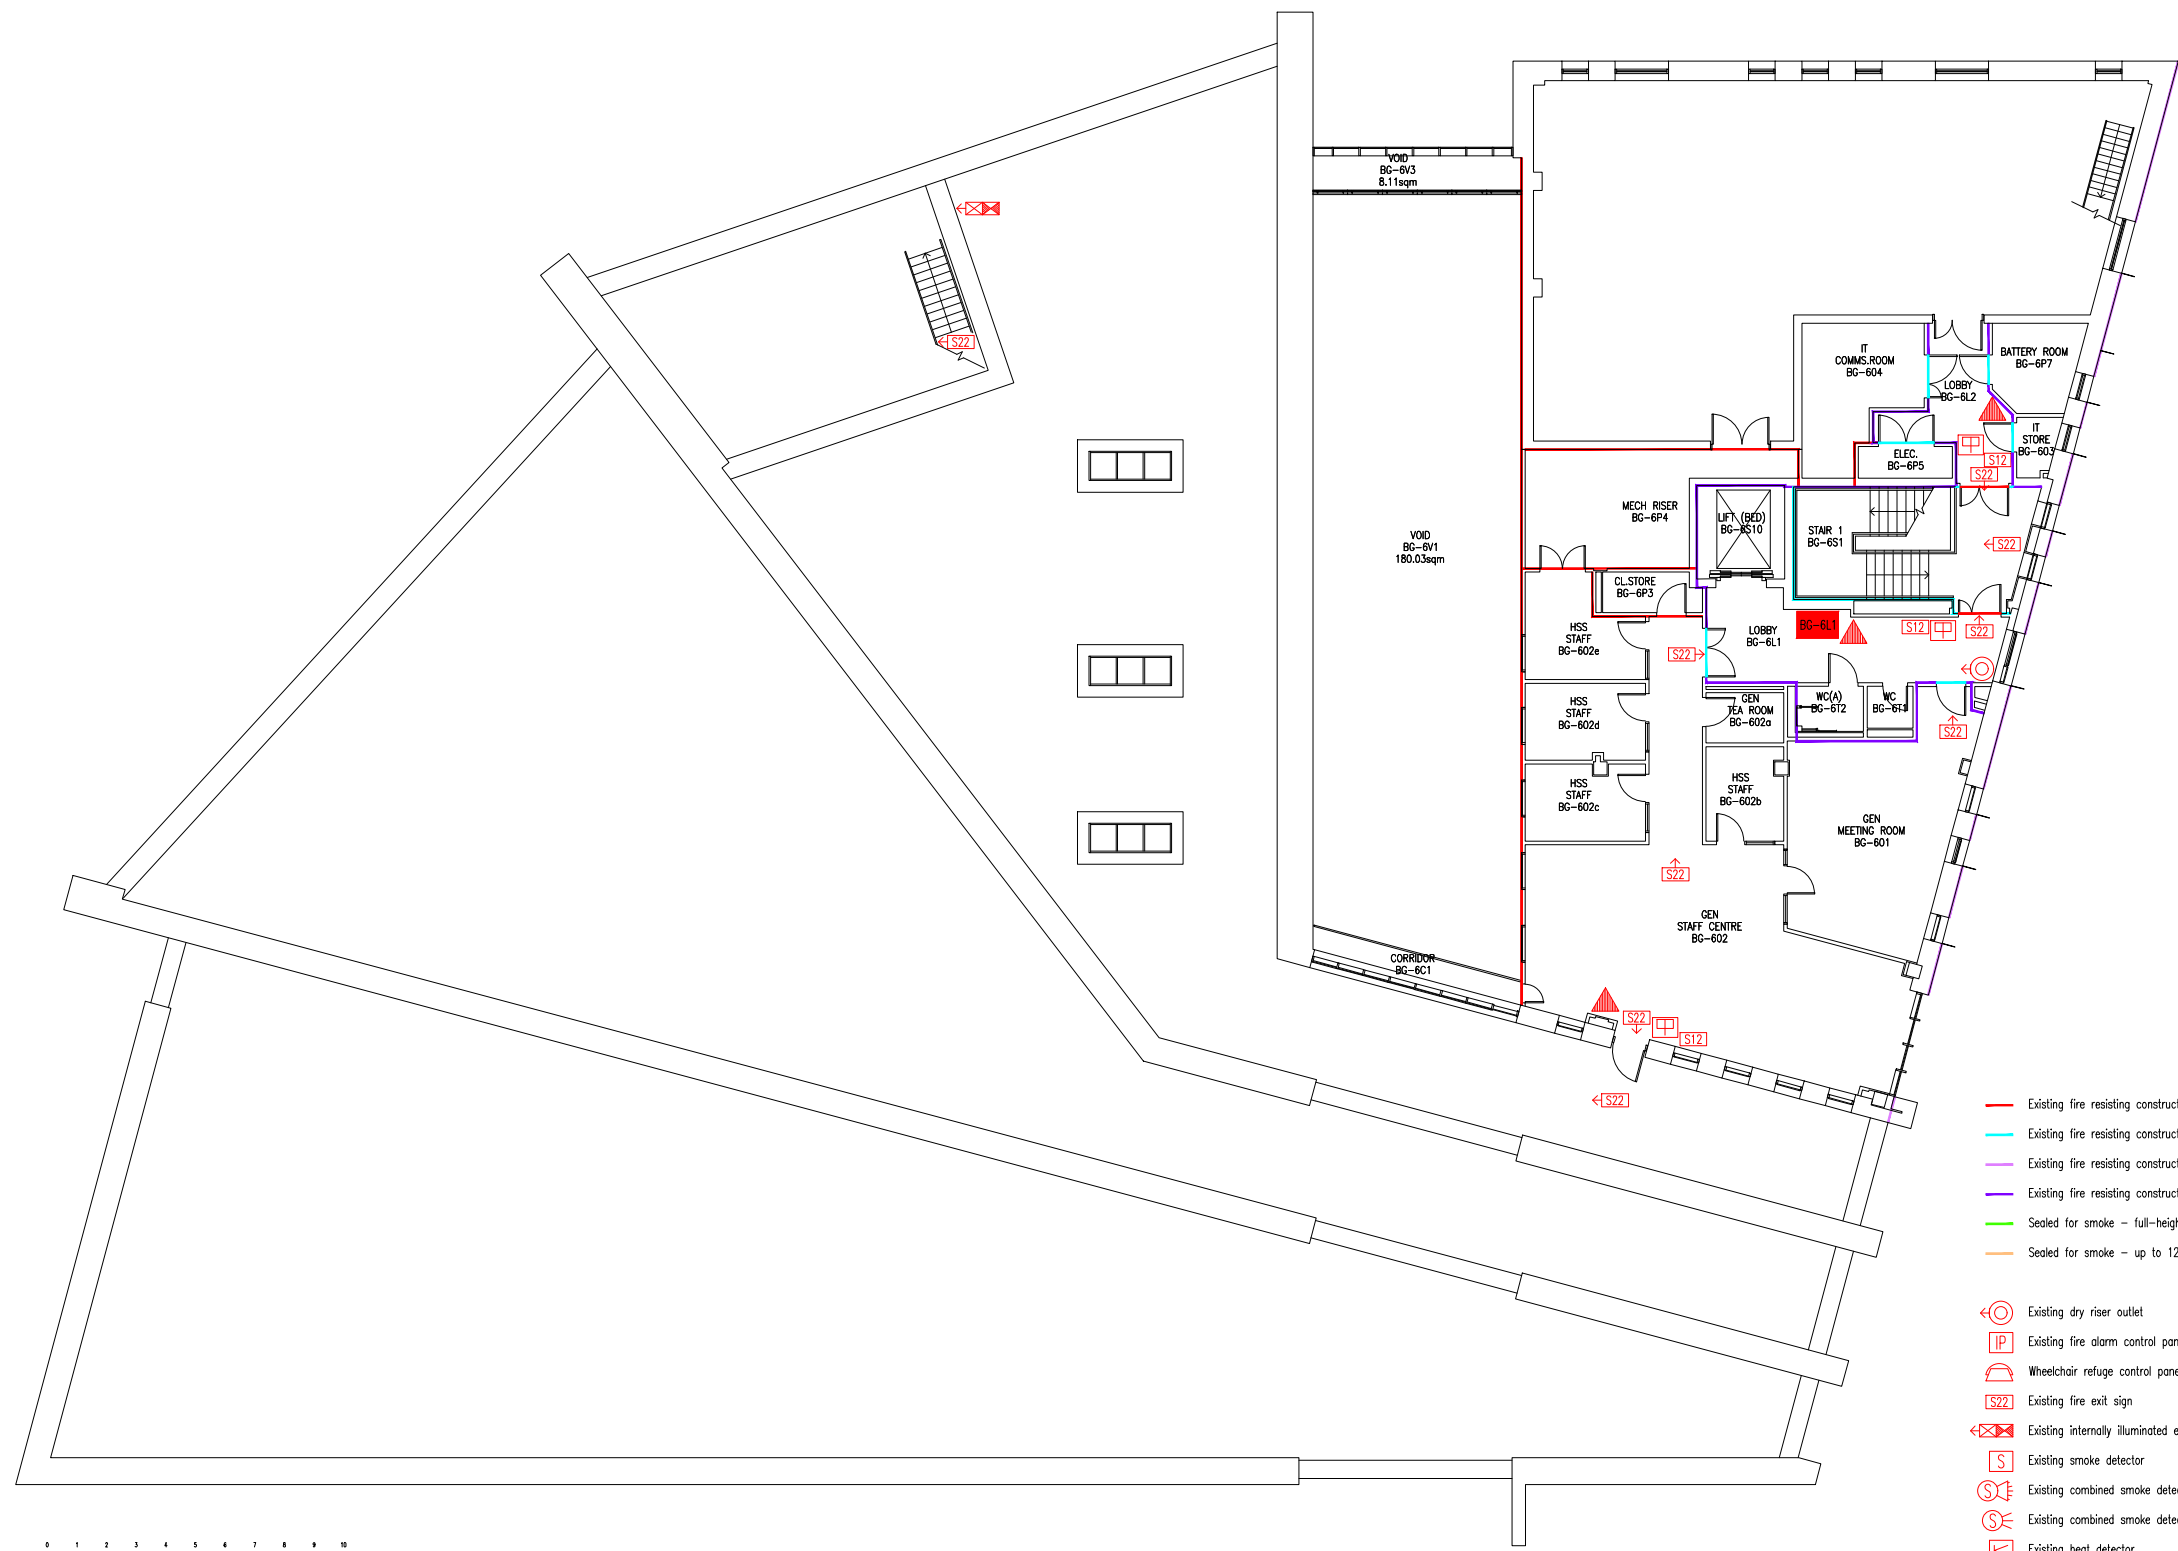 VOID
BG-6V3
8.11sqm
S22
IT
COMMS.ROOM
BG-604
BATTERY ROOM
BG-6P7
LOBBY
BG-6L2
IT
STORE
BG-603
ELEC.
BG-6P5
S12
S22
MECH RISER
BG-6P4
LIFT (BED)
BG-6S10
STAIR 1
BG-6S1
S22
VOID
BG-6V1
180.03sqm
CL.STORE
BG-6P3
HSS
STAFF
BG-602e
LOBBY
BG-6L1
BG-6L1
S12
S22
S22
HSS
STAFF
BG-602d
GEN
TEA ROOM
BG-602a
WC(A)
BG-6T2
WC
BG-6T1
S22
HSS
STAFF
BG-602c
HSS
STAFF
BG-602b
GEN
MEETING ROOM
BG-601
S22
GEN
STAFF CENTRE
BG-602
CORRIDOR
BG-6C1
S22
S12
S22
Existing fire resisting construct
Existing fire resisting construct
Existing fire resisting construct
Existing fire resisting construct
Sealed for smoke - full-heigh
Sealed for smoke - up to 12
Existing dry riser outlet
IP Existing fire alarm control pan
Wheelchair refuge control pane
S22 Existing fire exit sign
Existing internally illuminated e
S Existing smoke detector
S Existing combined smoke dete
S Existing combined smoke dete
Existing heat detector
0 1 2 3 4 5 6 7 8 9 10